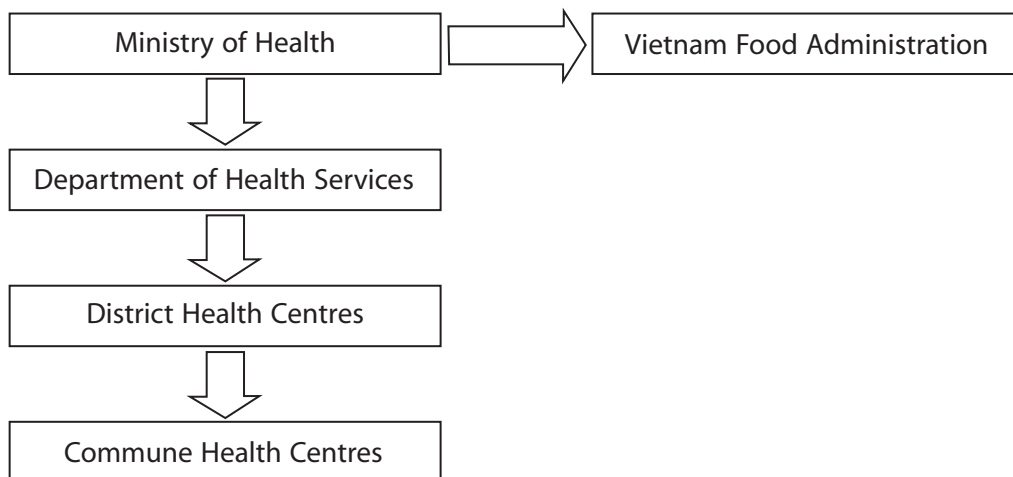 Ministry of Health
Vietnam Food Administration
Department of Health Services
District Health Centres
Commune Health Centres